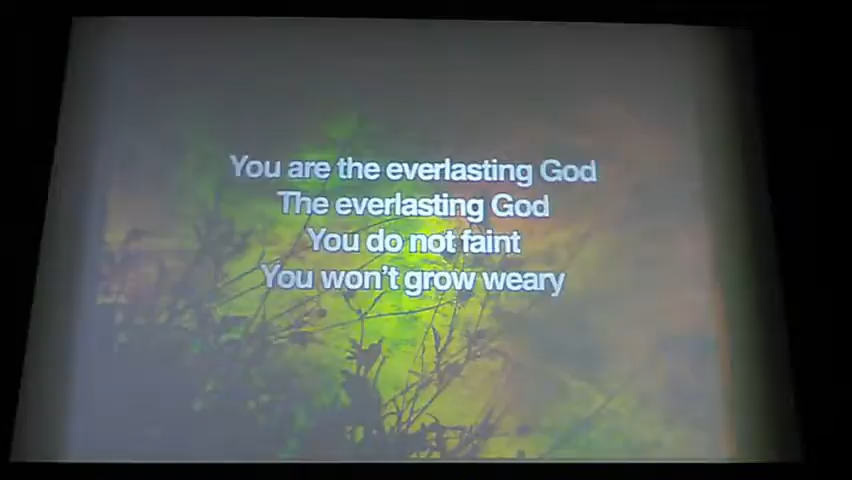 You are the everlasting God
The everlasting God
You do not faint
You won't grow weary